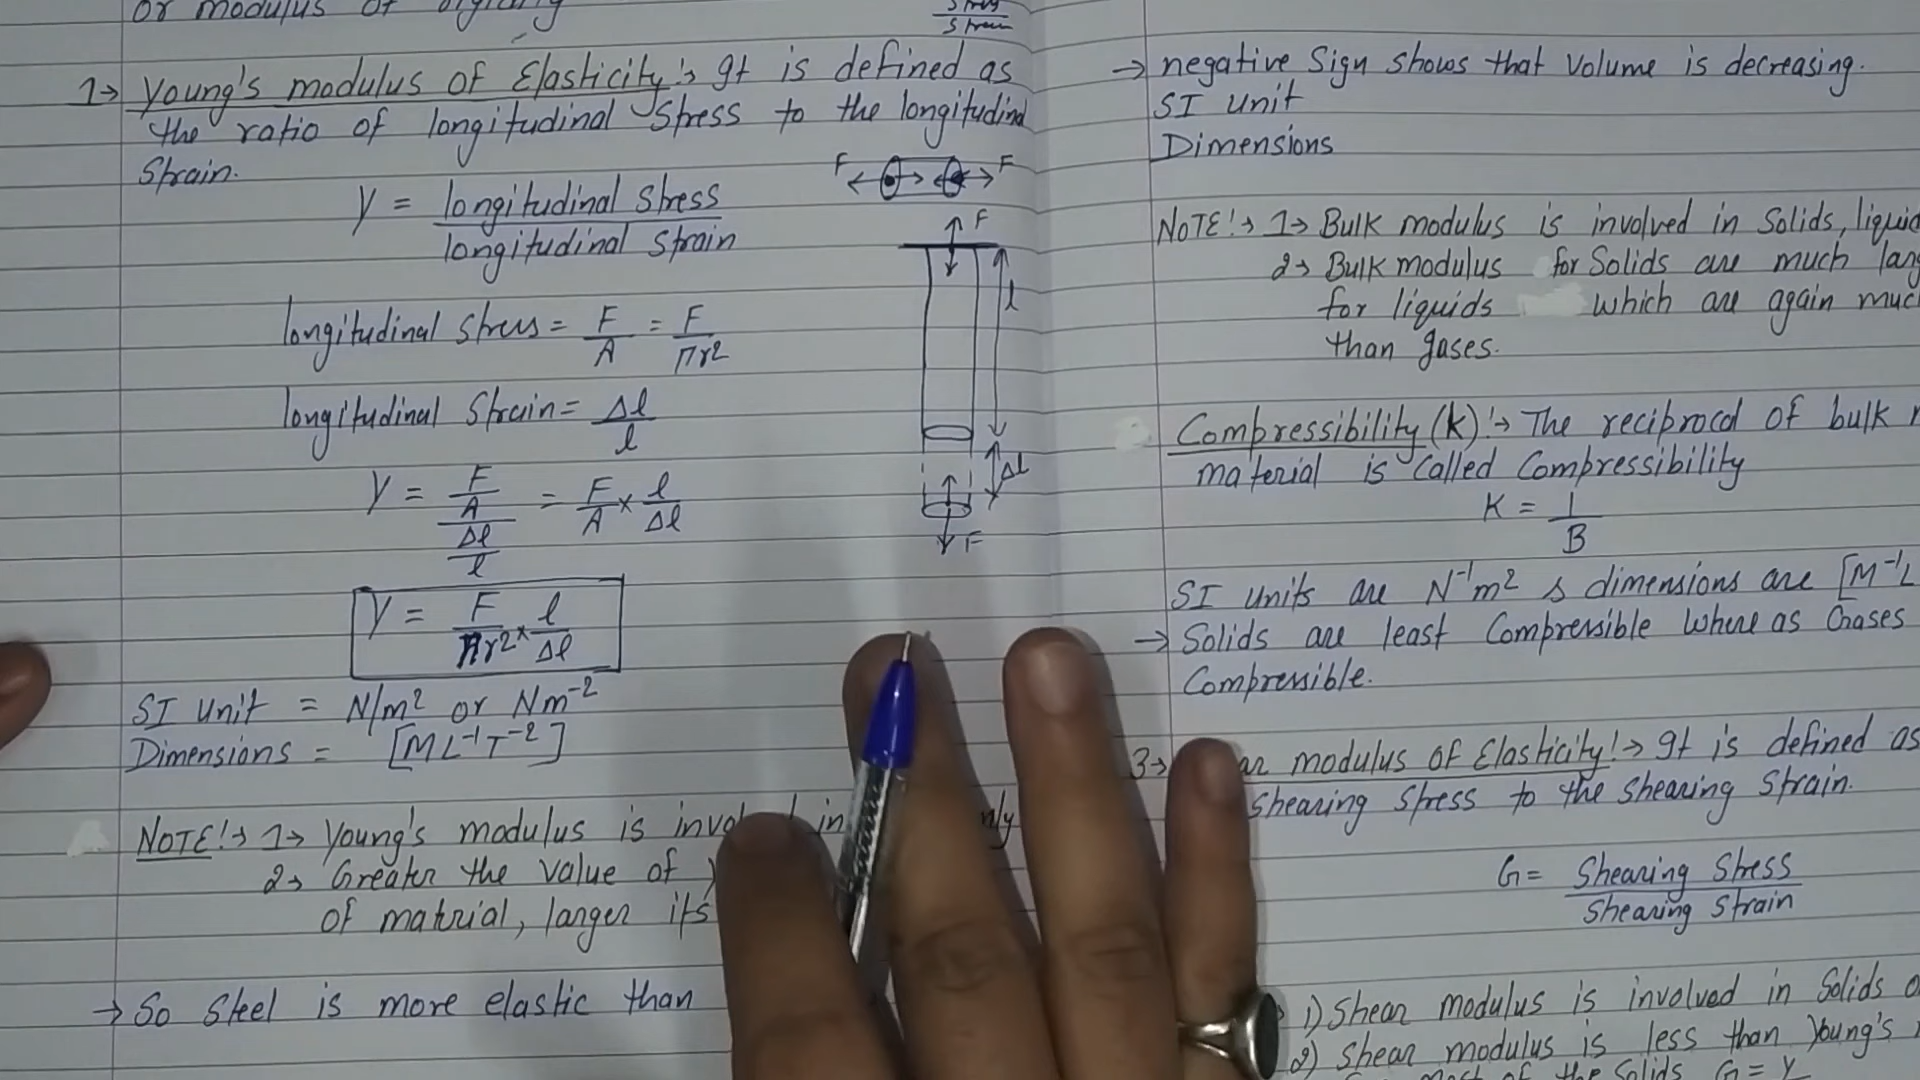 or modulus of
Stress
Strain
1→ Young's modulus of Elasticity:→ It is defined as
the ratio of longitudinal Stress to the longitudinal
Strain.
Y = longitudinal Stress
longitudinal Strain
F F
F
l
longitudinal Stress = F/A = F/πr2
longitudinal Strain = Δl/l
Y = F/A / Δl/l = F/A × l/Δl
Δl
F
Y = F/πr2 × l/Δl
SI unit = N/m2 or Nm-2
Dimensions = [ML-1T-2]
NOTE!→ 1→ Young's modulus is in
2→ Greater the value of
of material, larger its
→ So Steel is more elastic than
→ negative Sign shows that Volume is decreasing.
SI unit
Dimensions
NOTE!→ 1→ Bulk modulus is involved in Solids,
2→ Bulk modulus for Solids are much
for liquids which are again
than gases.
Compressibility (k)!→ The reciprocal of bulk
material is called Compressibility
K = 1/B
SI units are N-1m2 & dimensions are [M-1L
→ Solids are least Compressible where as Gases
Compressible.
3→ modulus of Elasticity!→ It is defined as
Shearing Stress to the Shearing Strain.
G = Shearing Stress
Shearing Strain
1) Shear modulus is involved in Solids
2) Shear modulus is less than Young's
of the Solids G = Y